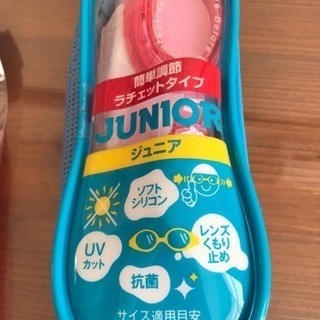 簡単調節
ラチェットタイプ
JUNIOR
ジュニア
ソフト
シリコン
UV
カット
レンズ
くもり
止め
抗菌
サイズ適用目安